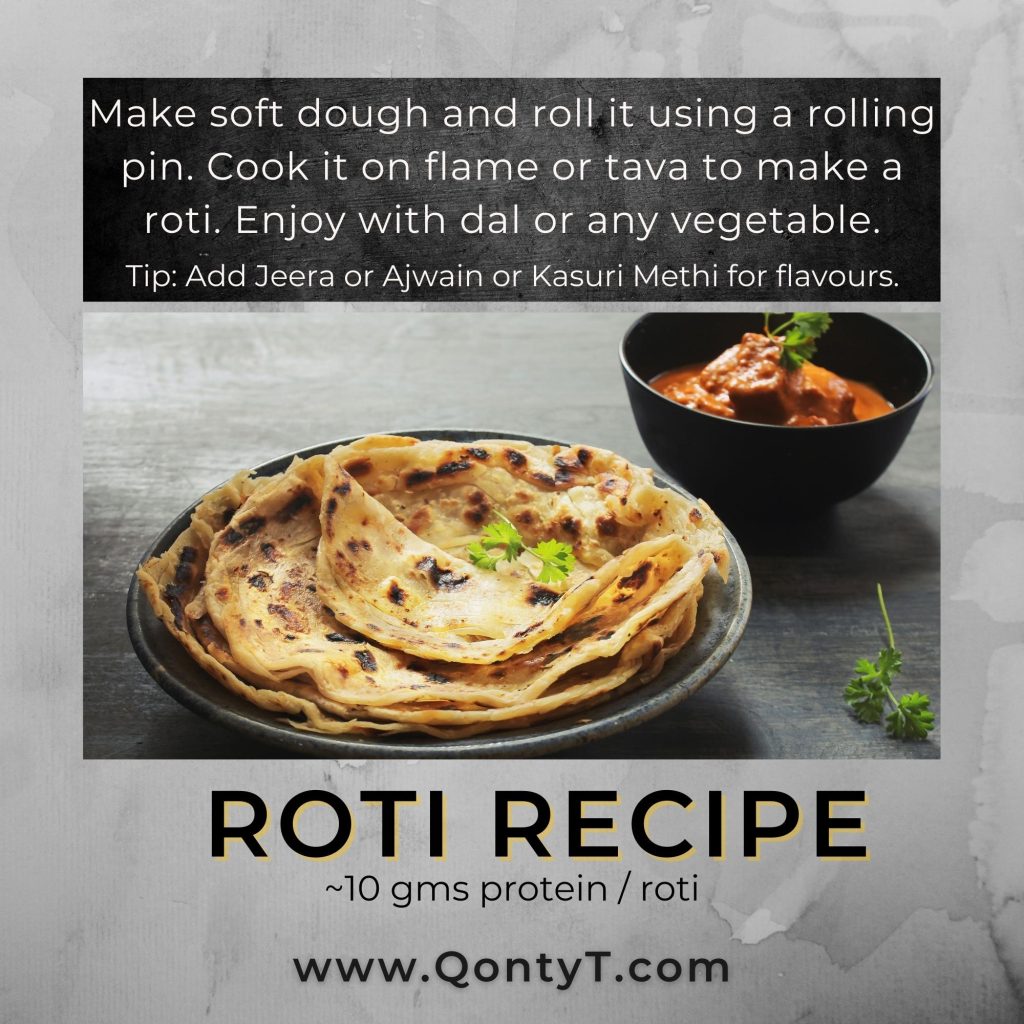 Make soft dough and roll it using a rolling
pin. Cook it on flame or tava to make a
roti. Enjoy with dal or any vegetable.
Tip: Add Jeera or Ajwain or Kasuri Methi for flavours.
ROTI RECIPE
~10 gms protein / roti
www.QontyT.com